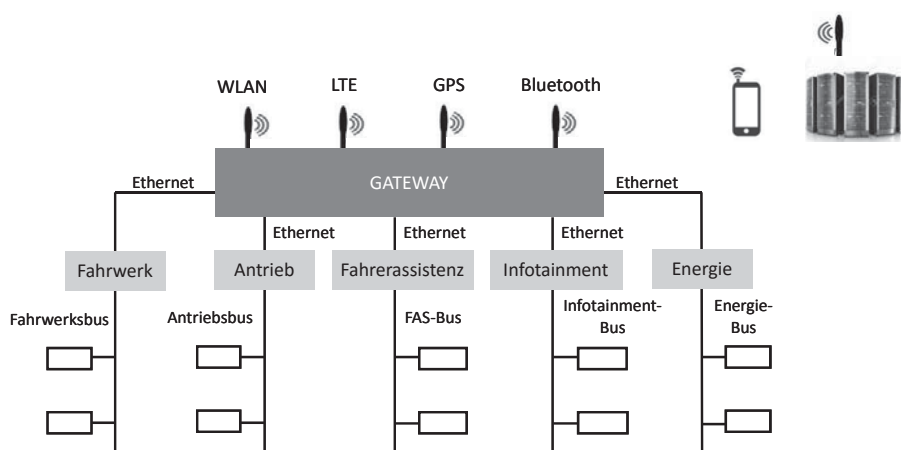 WLAN
LTE
GPS
Bluetooth
GATEWAY
Ethernet
Ethernet
Ethernet
Ethernet
Ethernet
Fahrwerk
Antrieb
Fahrerassistenz
Infotainment
Energie
Fahrwerksbus
Antriebsbus
FAS-Bus
Infotainment-
Bus
Energie-
Bus